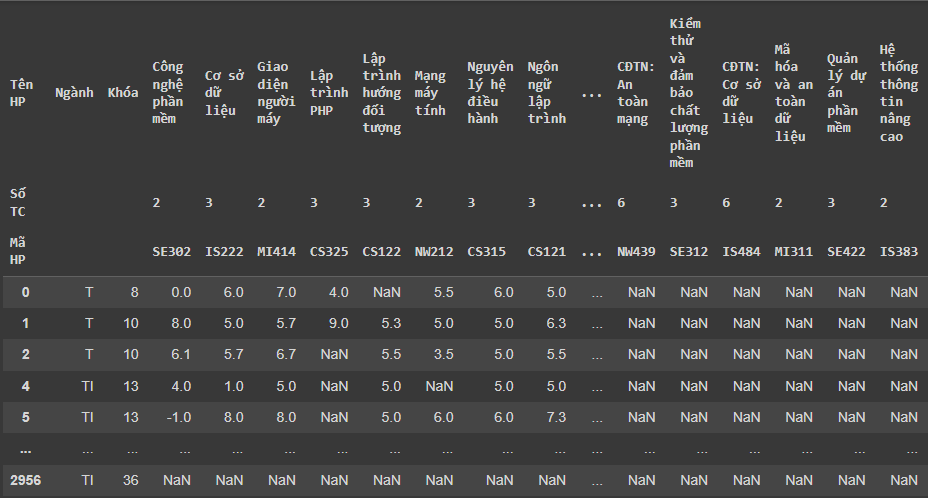 Tên
HP
Ngành
Khóa
Công
nghệ
phần
mềm
Cơ sở
dữ
liệu
Giao
diện
người
máy
Lập
trình
PHP
Lập
trình
hướng
đối
tượng
Mạng
máy
tính
Nguyên
lý hệ
điều
hành
Ngôn
ngữ
lập
trình
...
CĐTN:
An
toàn
mạng
Kiểm
thử
và
đảm
bảo
chất
lượng
phần
mềm
CĐTN:
Cơ sở
dữ
liệu
Mã
hóa
và an
toàn
dữ
liệu
Quản
lý dự
án
phần
mềm
Hệ
thống
thông
tin
nâng
cao
Số
TC
2 3 2 3 3 2 3 3 ... 6 3 6 2 3 2
Mã
HP
SE302 IS222 MI414 CS325 CS122 NW212 CS315 CS121 ... NW439 SE312 IS484 MI311 SE422 IS383
0 T 8 0.0 6.0 7.0 4.0 NaN 5.5 6.0 5.0 ... NaN NaN NaN NaN NaN NaN
1 T 10 8.0 5.0 5.7 9.0 5.3 5.0 5.0 6.3 ... NaN NaN NaN NaN NaN NaN
2 T 10 6.1 5.7 6.7 NaN 5.5 3.5 5.0 5.5 ... NaN NaN NaN NaN NaN NaN
4 TI 13 4.0 1.0 5.0 NaN NaN NaN 5.0 5.0 ... NaN NaN NaN NaN NaN NaN
5 TI 13 -1.0 8.0 8.0 NaN 5.0 6.0 6.0 7.3 ... NaN NaN NaN NaN NaN NaN
... ... ... ... ... ... ... ... ... ... ... ... ... ... ... ... ... ...
2956 TI 36 NaN NaN NaN NaN NaN NaN NaN NaN ... NaN NaN NaN NaN NaN NaN